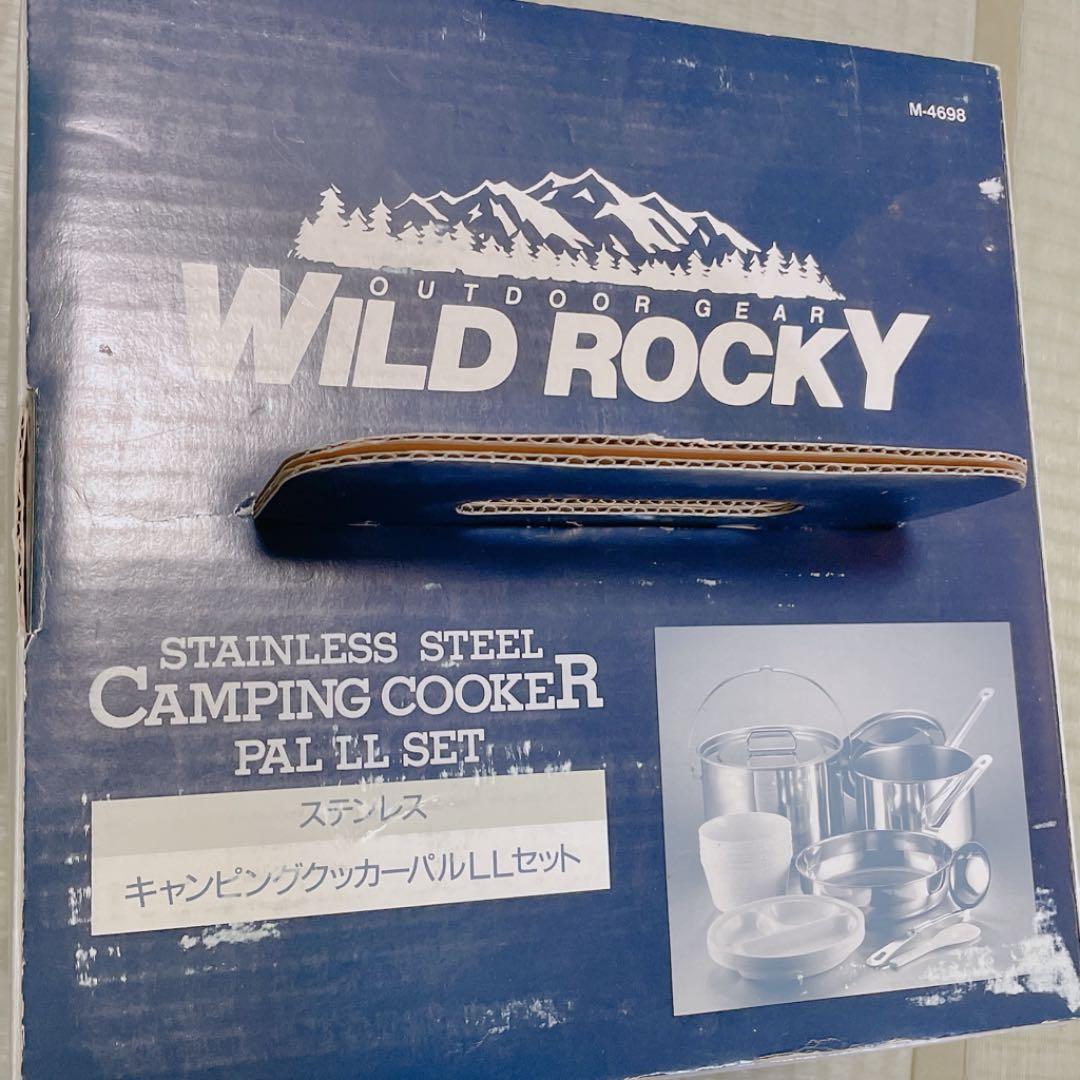 M-4698
OUTDOOR GEAR
WILD ROCKY
STAINLESS STEEL
CAMPING COOKER
PAL LL SET
ステンレス
キャンピングクッカーパルLLセット